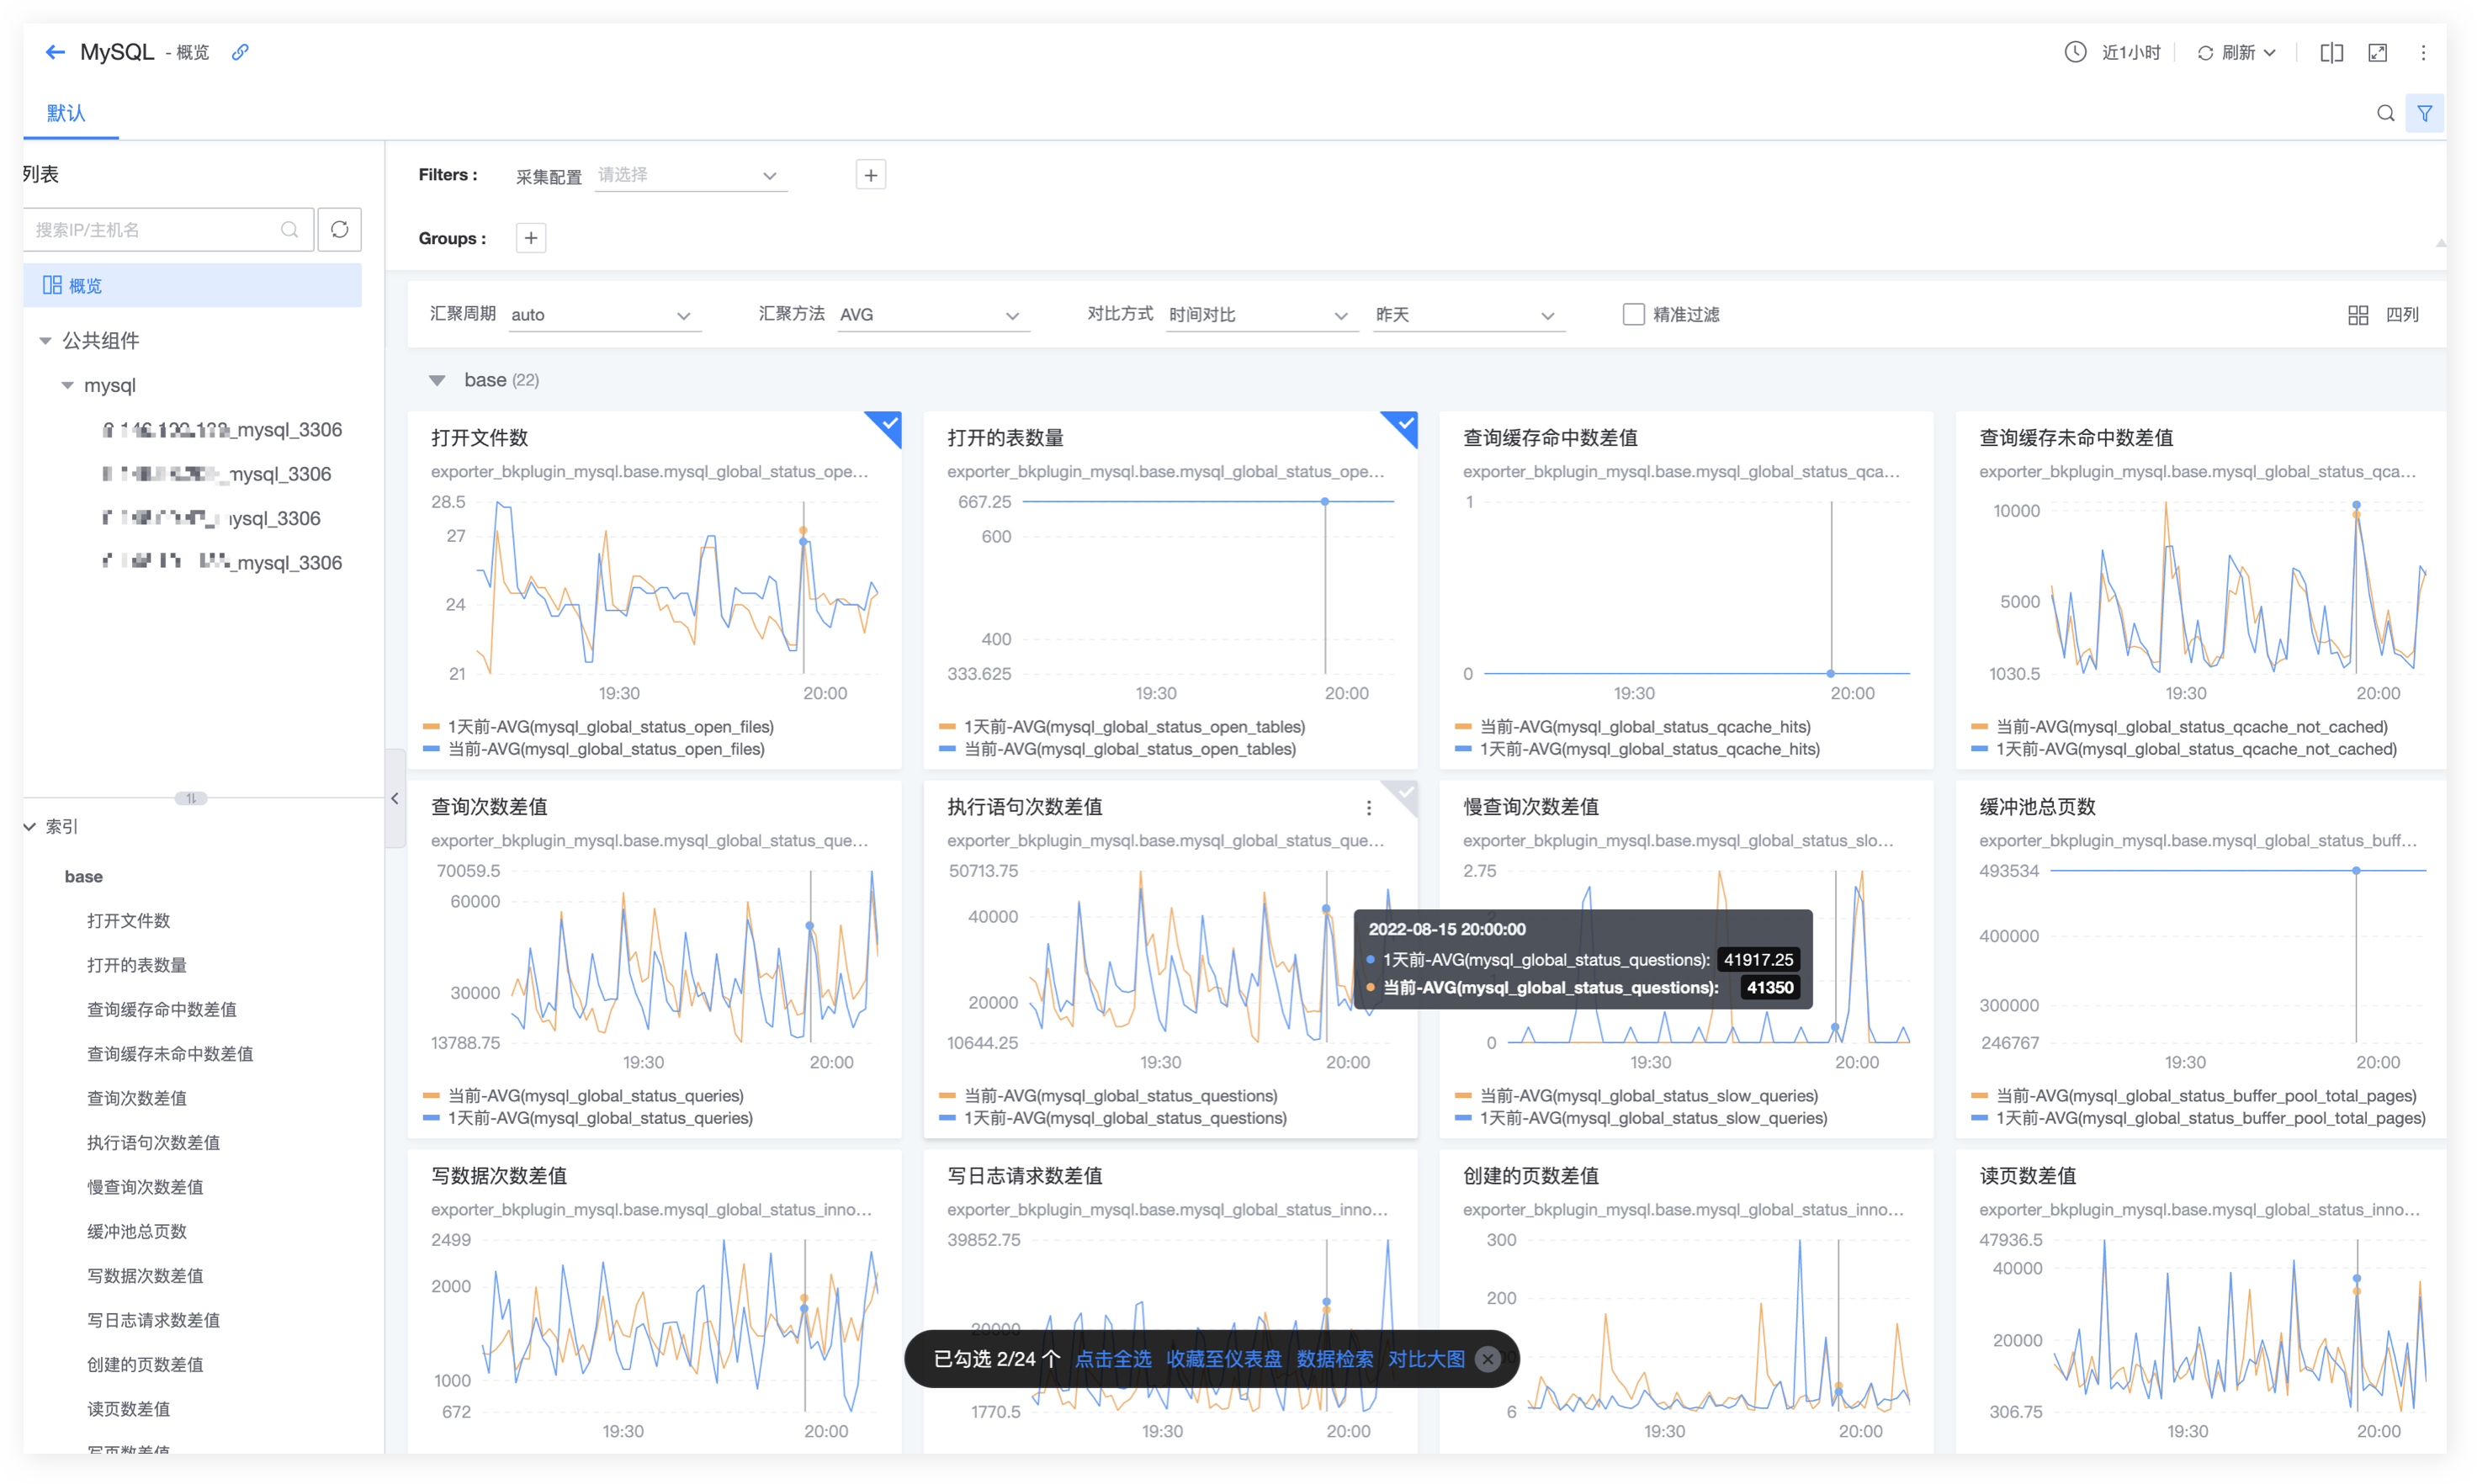 MySQL - 概览
近1小时
刷新
默认
列表
搜索IP/主机名
概览
公共组件
mysql
_mysql_3306
_mysql_3306
_mysql_3306
_mysql_3306
索引
base
打开文件数
打开的表数量
查询缓存命中数差值
查询缓存未命中数差值
查询次数差值
执行语句次数差值
慢查询次数差值
缓冲池总页数
写数据次数差值
写日志请求数差值
创建的页数差值
读页数差值
写页数差值
Filters : 采集配置 请选择
Groups :
汇聚周期 auto 汇聚方法 AVG 对比方式 时间对比 昨天 精准过滤 四列
base (22)
打开文件数
exporter_bkplugin_mysql.base.mysql_global_status_ope...
28.5
27
24
21
19:30 20:00
1天前-AVG(mysql_global_status_open_files)
当前-AVG(mysql_global_status_open_files)
打开的表数量
exporter_bkplugin_mysql.base.mysql_global_status_ope...
667.25
600
400
333.625
19:30 20:00
1天前-AVG(mysql_global_status_open_tables)
当前-AVG(mysql_global_status_open_tables)
查询缓存命中数差值
exporter_bkplugin_mysql.base.mysql_global_status_qca...
1
0
19:30 20:00
当前-AVG(mysql_global_status_qcache_hits)
1天前-AVG(mysql_global_status_qcache_hits)
查询缓存未命中数差值
exporter_bkplugin_mysql.base.mysql_global_status_qca...
10000
5000
1030.5
19:30 20:00
当前-AVG(mysql_global_status_qcache_not_cached)
1天前-AVG(mysql_global_status_qcache_not_cached)
查询次数差值
exporter_bkplugin_mysql.base.mysql_global_status_que...
70059.5
60000
30000
13788.75
19:30 20:00
当前-AVG(mysql_global_status_queries)
1天前-AVG(mysql_global_status_queries)
执行语句次数差值
exporter_bkplugin_mysql.base.mysql_global_status_que...
50713.75
40000
20000
10644.25
19:30 20:00
当前-AVG(mysql_global_status_questions)
1天前-AVG(mysql_global_status_questions)
2022-08-15 20:00:00
1天前-AVG(mysql_global_status_questions): 41917.25
当前-AVG(mysql_global_status_questions): 41350
慢查询次数差值
exporter_bkplugin_mysql.base.mysql_global_status_slo...
2.75
0
19:30 20:00
当前-AVG(mysql_global_status_slow_queries)
1天前-AVG(mysql_global_status_slow_queries)
缓冲池总页数
exporter_bkplugin_mysql.base.mysql_global_status_buff...
493534
400000
300000
246767
19:30 20:00
当前-AVG(mysql_global_status_buffer_pool_total_pages)
1天前-AVG(mysql_global_status_buffer_pool_total_pages)
写数据次数差值
exporter_bkplugin_mysql.base.mysql_global_status_inno...
2499
2000
1000
672
19:30 20:00
写日志请求数差值
exporter_bkplugin_mysql.base.mysql_global_status_inno...
39852.75
20000
1770.5
19:30 20:00
创建的页数差值
exporter_bkplugin_mysql.base.mysql_global_status_inno...
300
200
6
19:30 20:00
读页数差值
exporter_bkplugin_mysql.base.mysql_global_status_inno...
47936.5
40000
20000
306.75
19:30 20:00
已勾选 2/24 个 点击全选 收藏至仪表盘 数据检索 对比大图